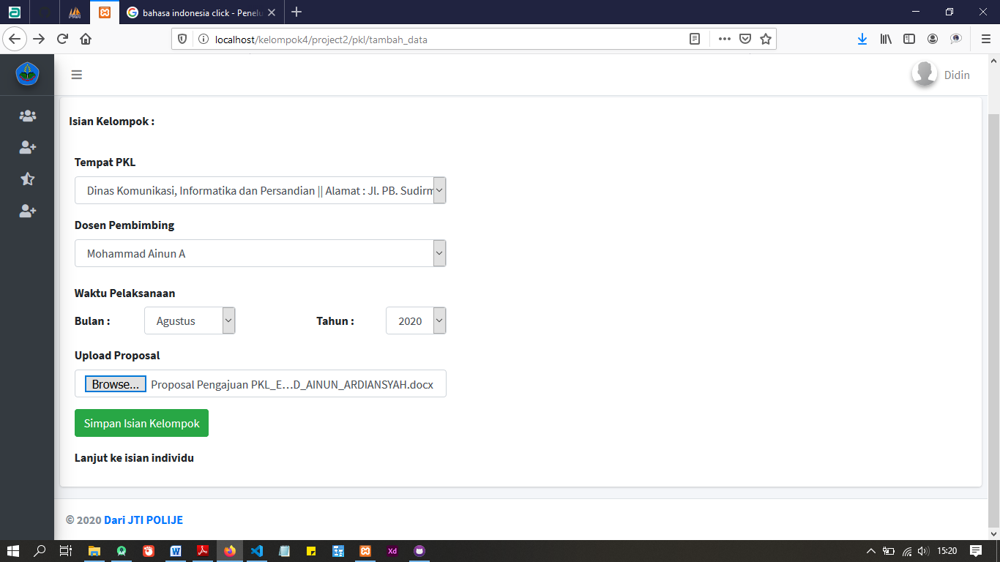 bahasa indonesia click - Penelu
localhost/kelompok4/project2/pkl/tambah_data
Didin
Isian Kelompok :
Tempat PKL
Dinas Komunikasi, Informatika dan Persandian || Alamat : Jl. PB. Sudirm
Dosen Pembimbing
Mohammad Ainun A
Waktu Pelaksanaan
Bulan : Agustus Tahun : 2020
Upload Proposal
Browse... Proposal Pengajuan PKL_E...D_AINUN_ARDIANSYAH.docx
Simpan Isian Kelompok
Lanjut ke isian individu
© 2020 Dari JTI POLIJE
15:20